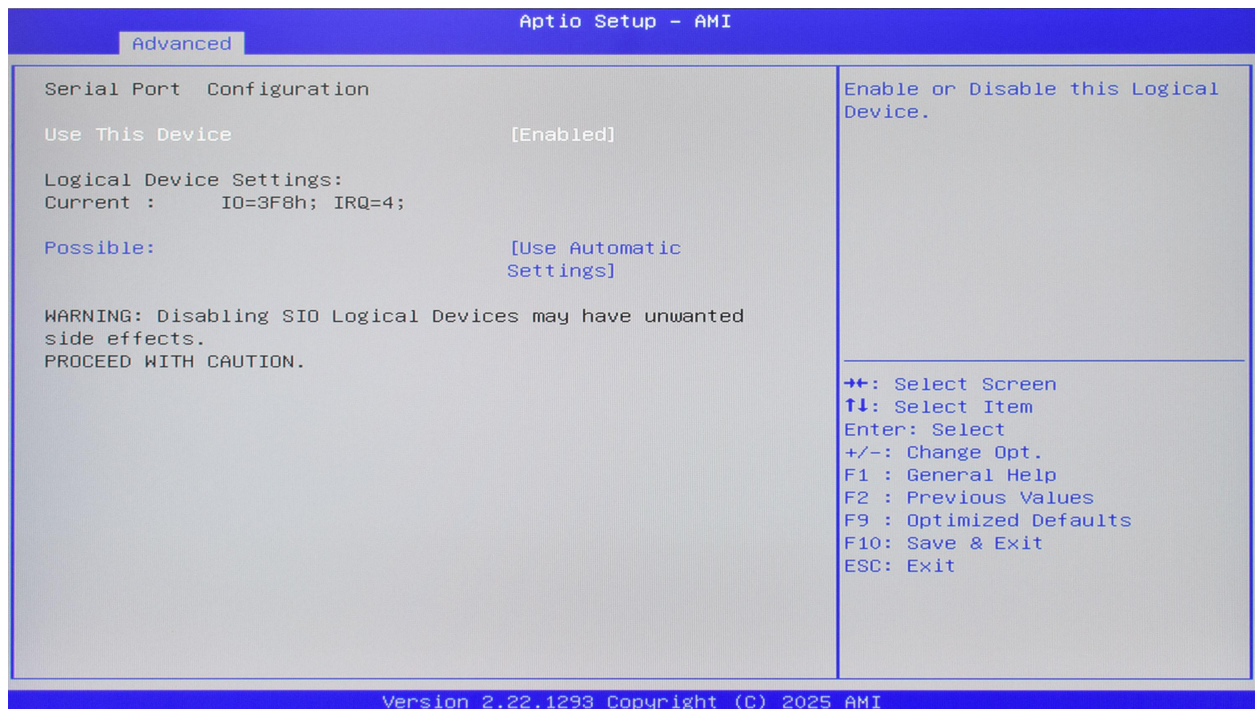 Aptio Setup – AMI
Advanced
Serial Port  Configuration
Use This Device [Enabled]
Logical Device Settings:
Current : IO=3F8h; IRQ=4;
Possible: [Use Automatic
Settings]
WARNING: Disabling SIO Logical Devices may have unwanted
side effects.
PROCEED WITH CAUTION.
Enable or Disable this Logical
Device.
→←: Select Screen
↑↓: Select Item
Enter: Select
+/-: Change Opt.
F1 : General Help
F2 : Previous Values
F9 : Optimized Defaults
F10: Save & Exit
ESC: Exit
Version 2.22.1293 Copyright (C) 2025 AMI